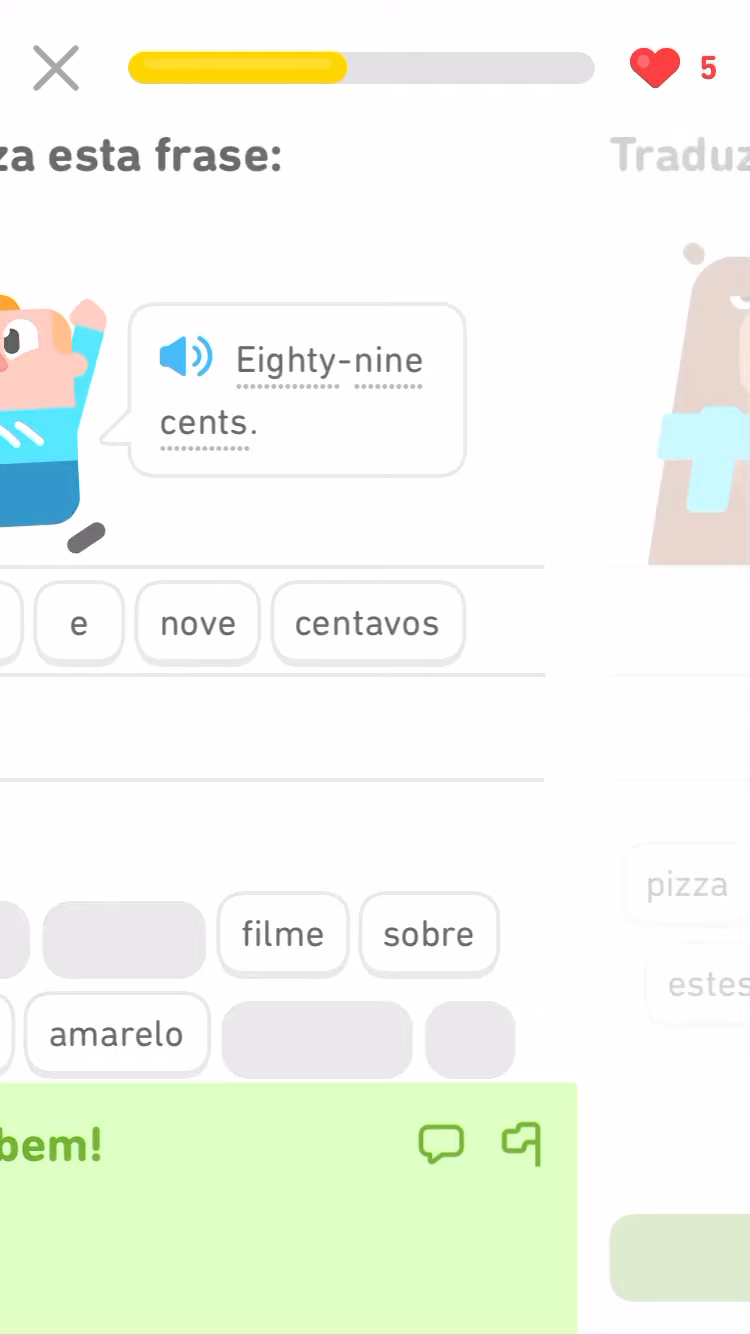 5
za esta frase:
Traduz
Eighty-nine
cents.
e nove centavos
filme sobre
pizza
amarelo
estes
bem!